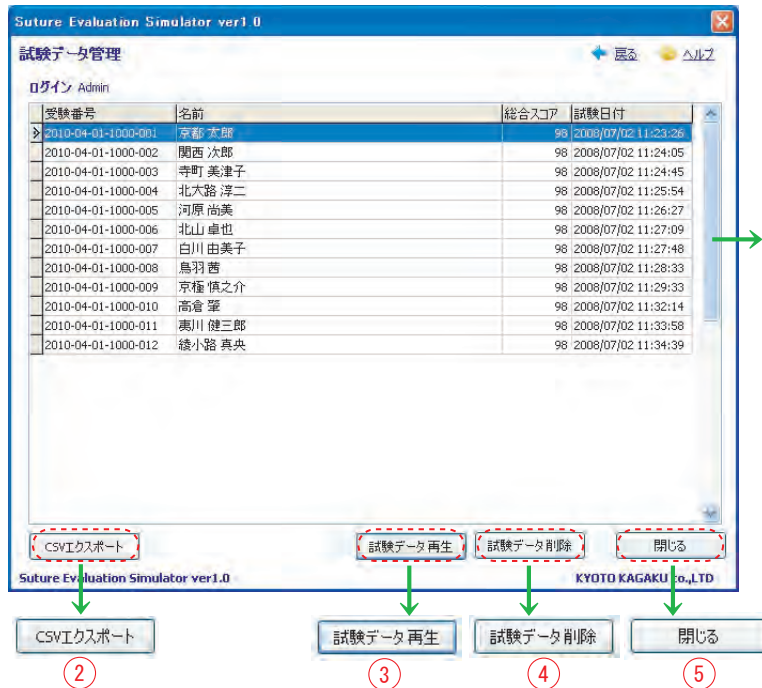 Suture Evaluation Simulator ver1.0
試験データ管理 戻る ヘルプ
ログイン Admin
受験番号 名前 総合スコア 試験日付
2010-04-01-1000-001 京都 太郎 98 2008/07/02 11:23:26
2010-04-01-1000-002 関西 次郎 98 2008/07/02 11:24:05
2010-04-01-1000-003 寺町 美津子 98 2008/07/02 11:24:45
2010-04-01-1000-004 北大路 淳二 98 2008/07/02 11:25:54
2010-04-01-1000-005 河原 尚美 98 2008/07/02 11:26:27
2010-04-01-1000-006 北山 卓也 98 2008/07/02 11:27:09
2010-04-01-1000-007 白川 由美子 98 2008/07/02 11:27:48
2010-04-01-1000-008 鳥羽 茜 98 2008/07/02 11:28:33
2010-04-01-1000-009 京極 慎之介 98 2008/07/02 11:29:33
2010-04-01-1000-010 高倉 肇 98 2008/07/02 11:32:14
2010-04-01-1000-011 夷川 健三郎 98 2008/07/02 11:33:58
2010-04-01-1000-012 綾小路 真央 98 2008/07/02 11:34:39
CSVエクスポート 試験データ再生 試験データ削除 閉じる
Suture Evaluation Simulator ver1.0 KYOTO KAGAKU co.,LTD
CSVエクスポート 試験データ再生 試験データ削除 閉じる
② ③ ④ ⑤